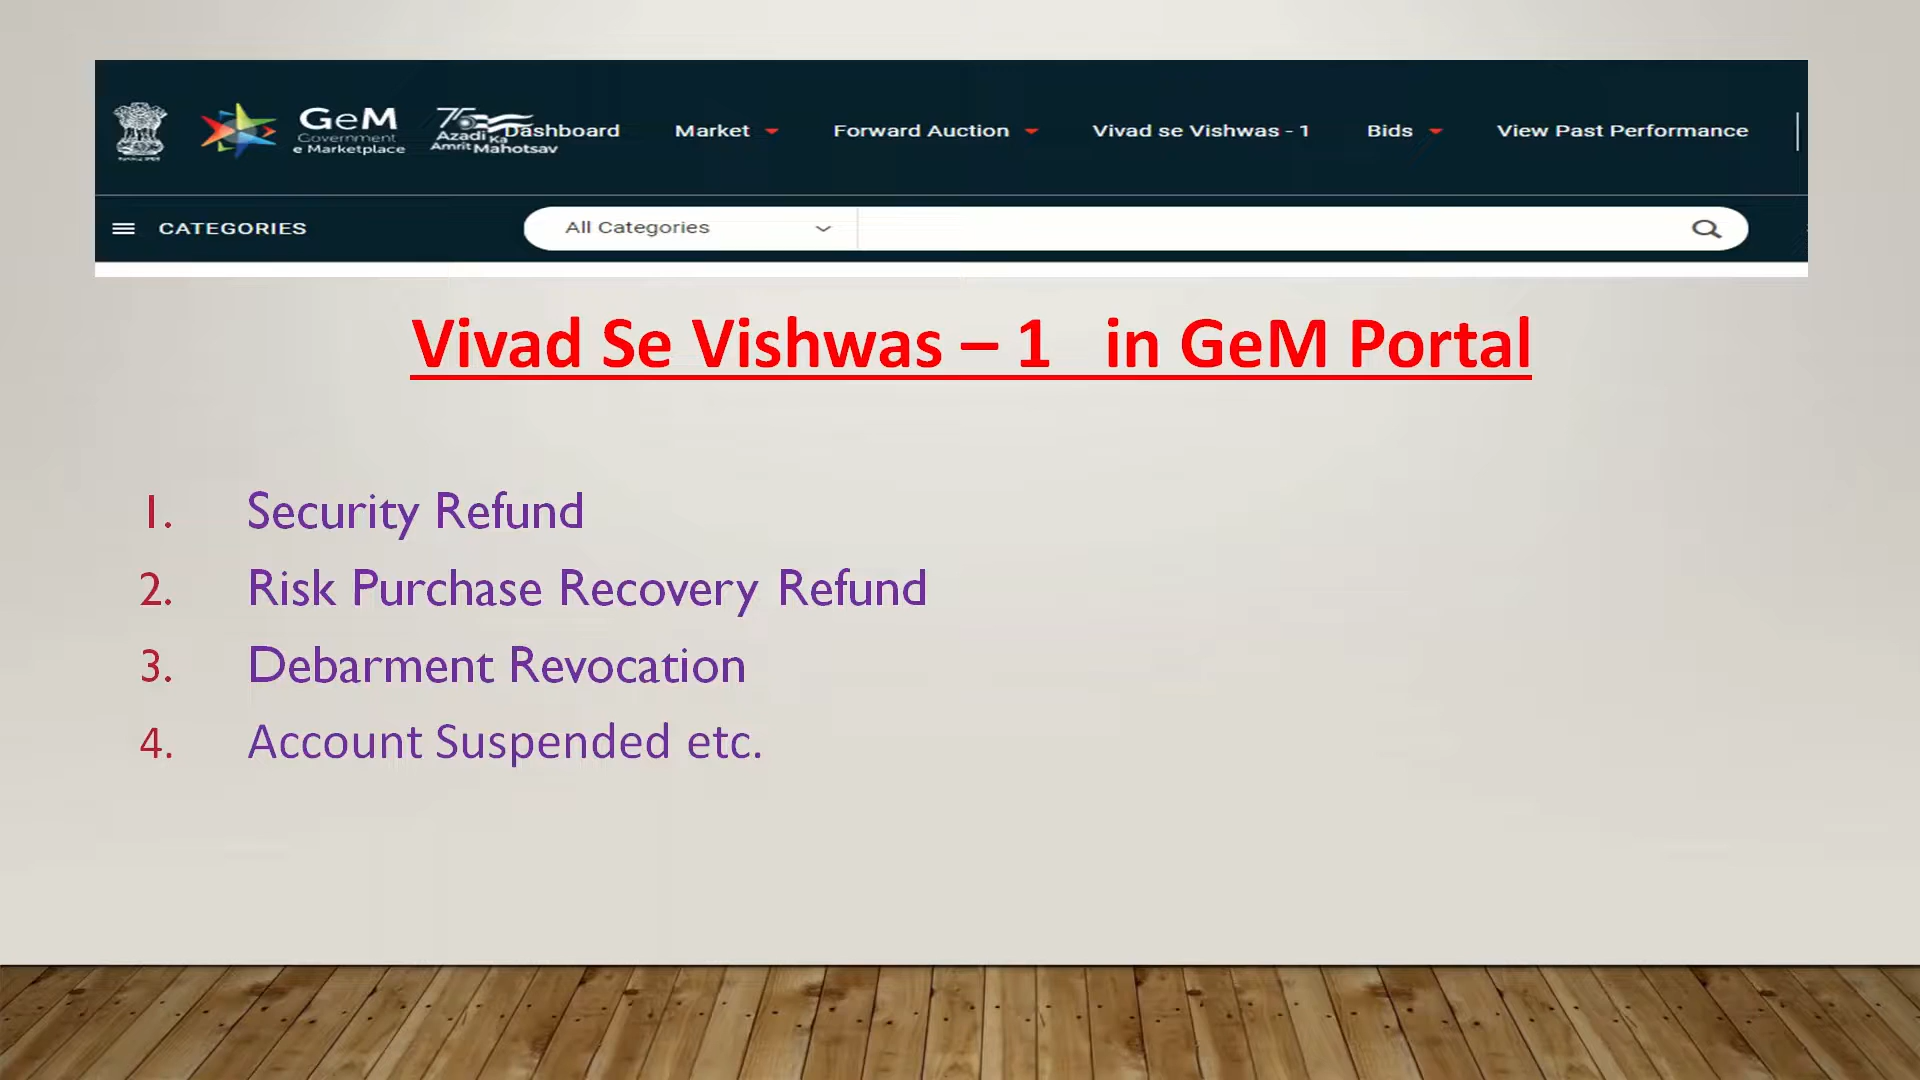 GeM
Government
e Marketplace
75
Azadi Ka
Amrit Mahotsav
Dashboard
Market
Forward Auction
Vivad se Vishwas - 1
Bids
View Past Performance
CATEGORIES
All Categories
Vivad Se Vishwas – 1 in GeM Portal
1. Security Refund
2. Risk Purchase Recovery Refund
3. Debarment Revocation
4. Account Suspended etc.